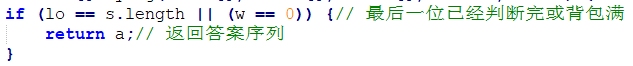 if (lo == s.length || (w == 0)) {// 最后一位已经判断完或背包满
return a;// 返回答案序列
}